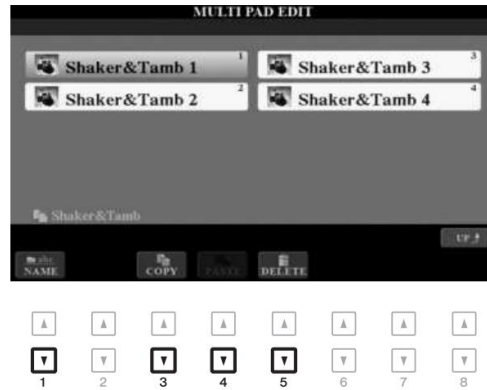 MULTI PAD EDIT
Shaker&Tamb 1 1
Shaker&Tamb 3 3
Shaker&Tamb 2 2
Shaker&Tamb 4 4
Shaker&Tamb
UP
abc
NAME
COPY
PASTE
DELETE
1 2 3 4 5 6 7 8